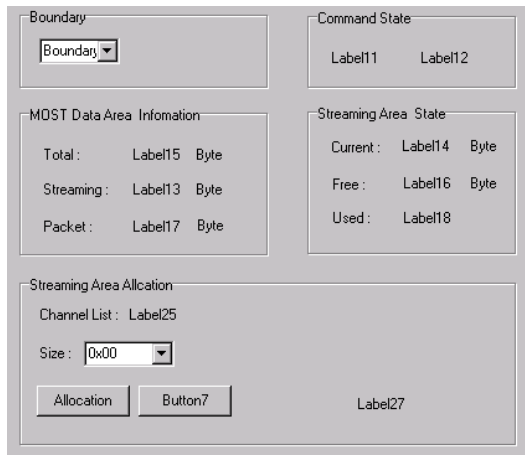 Boundary
Boundary
Command State
Label11 Label12
MOST Data Area Infomation
Total : Label15 Byte
Streaming : Label13 Byte
Packet : Label17 Byte
Streaming Area State
Current : Label14 Byte
Free : Label16 Byte
Used : Label18
Streaming Area Allcation
Channel List : Label25
Size : 0x00
Allocation Button7 Label27